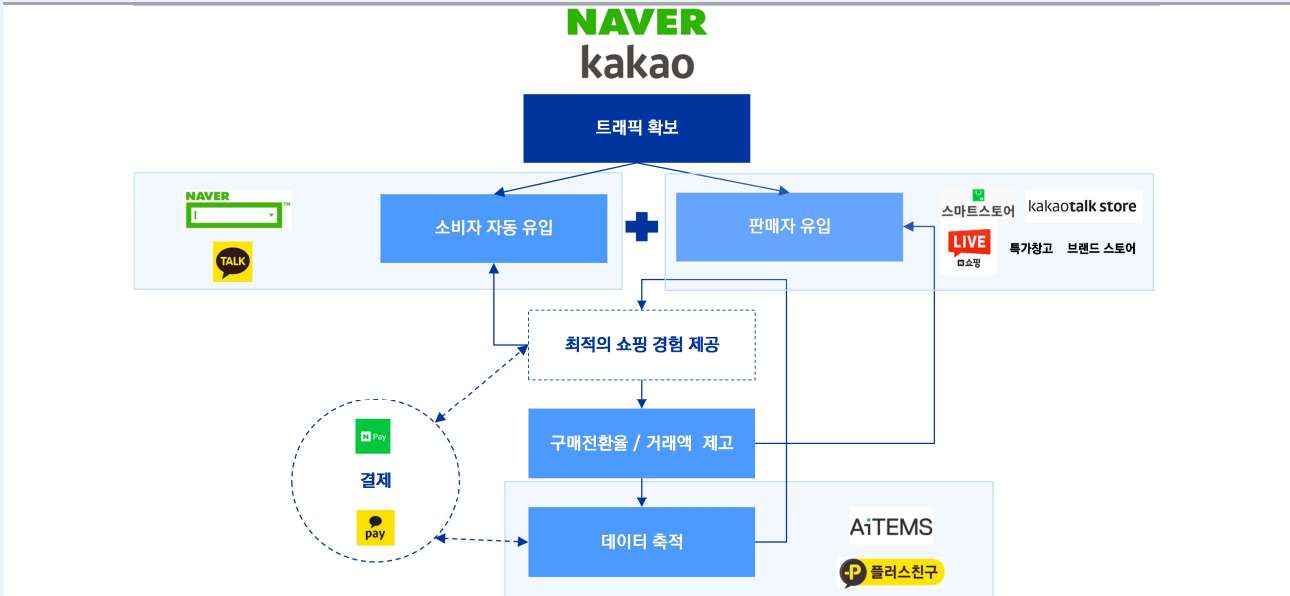 NAVER
kakao
트래픽 확보
NAVER
TM
TALK
소비자 자동 유입
판매자 유입
스마트스토어
kakaotalk store
LIVE
N쇼핑
특가창고
브랜드 스토어
최적의 쇼핑 경험 제공
구매전환율 / 거래액 제고
N Pay
결제
pay
데이터 축적
AiTEMS
P 플러스친구